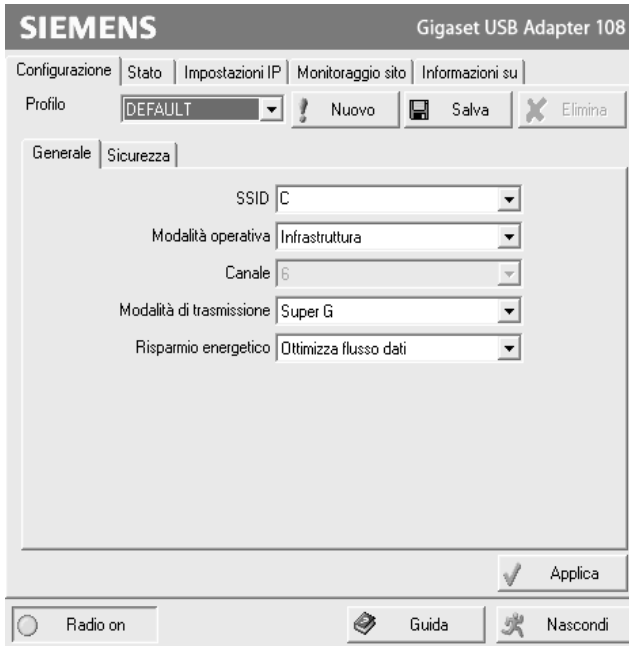 SIEMENS Gigaset USB Adapter 108
Configurazione Stato Impostazioni IP Monitoraggio sito Informazioni su
Profilo DEFAULT Nuovo Salva Elimina
Generale Sicurezza
SSID C
Modalità operativa Infrastruttura
Canale 6
Modalità di trasmissione Super G
Risparmio energetico Ottimizza flusso dati
Applica
Radio on Guida Nascondi